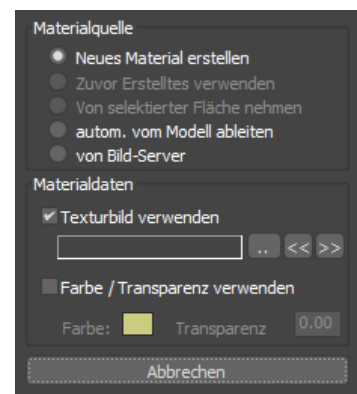 Materialquelle
Neues Material erstellen
Zuvor Erstelltes verwenden
Von selektierter Fläche nehmen
autom. vom Modell ableiten
von Bild-Server
Materialdaten
Texturbild verwenden
.. << >>
Farbe / Transparenz verwenden
Farbe: Transparenz 0.00
Abbrechen